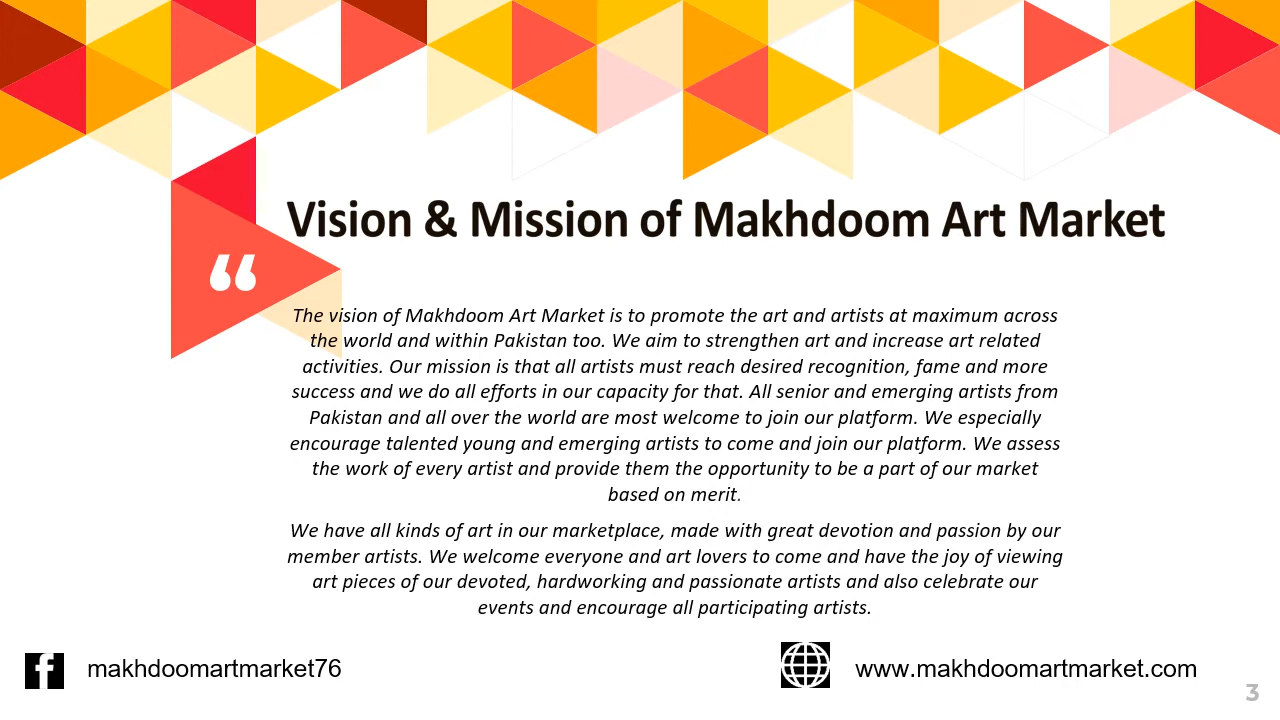 Vision & Mission of Makhdoom Art Market
“
The vision of Makhdoom Art Market is to promote the art and artists at maximum across
the world and within Pakistan too. We aim to strengthen art and increase art related
activities. Our mission is that all artists must reach desired recognition, fame and more
success and we do all efforts in our capacity for that. All senior and emerging artists from
Pakistan and all over the world are most welcome to join our platform. We especially
encourage talented young and emerging artists to come and join our platform. We assess
the work of every artist and provide them the opportunity to be a part of our market
based on merit.
We have all kinds of art in our marketplace, made with great devotion and passion by our
member artists. We welcome everyone and art lovers to come and have the joy of viewing
art pieces of our devoted, hardworking and passionate artists and also celebrate our
events and encourage all participating artists.
makhdoomartmarket76
www.makhdoomartmarket.com
3